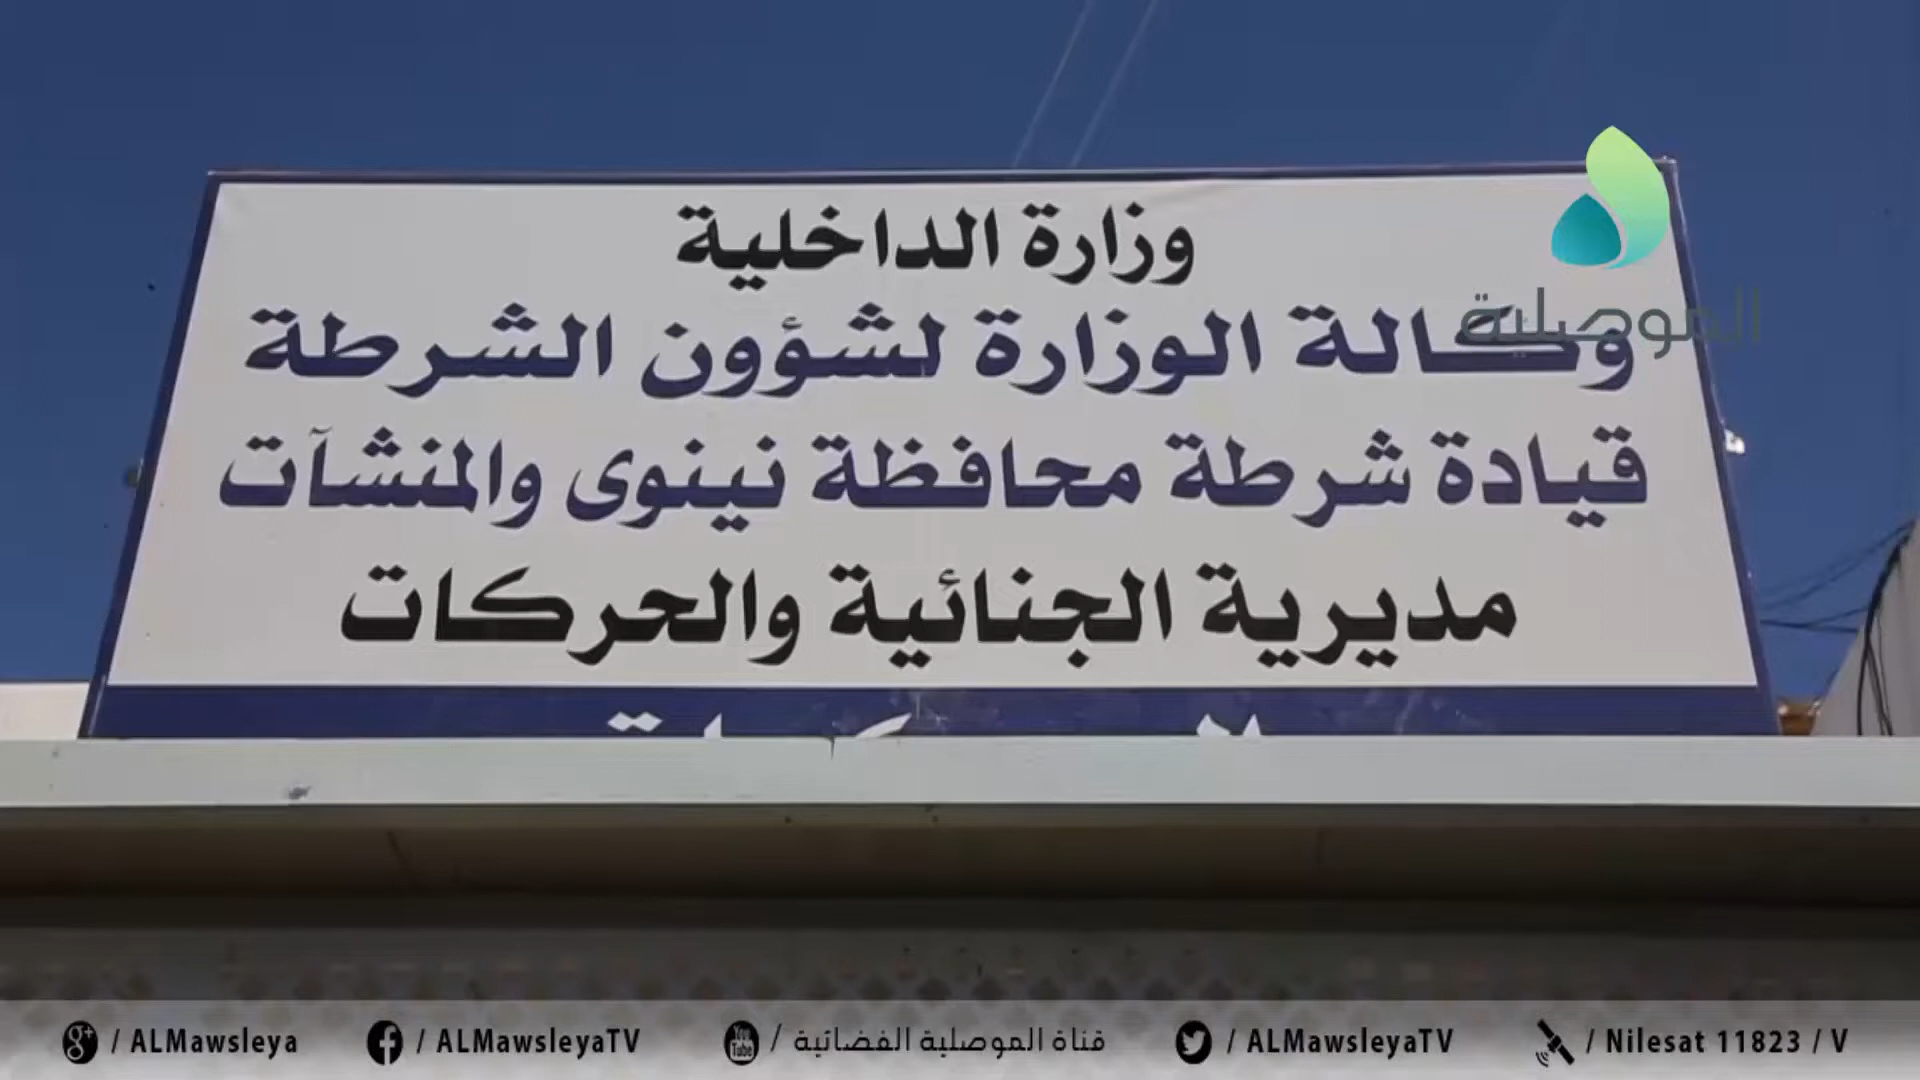 وزارة الداخلية
وكالة الوزارة لشؤون الشرطة
قيادة شرطة محافظة نينوى والمنشآت
مديرية الجنائية والحركات
الموصلية
/ ALMawsleya
/ ALMawsleyaTV
/ قناة الموصلية الفضائية
/ ALMawsleyaTV
/ Nilesat 11823 / V